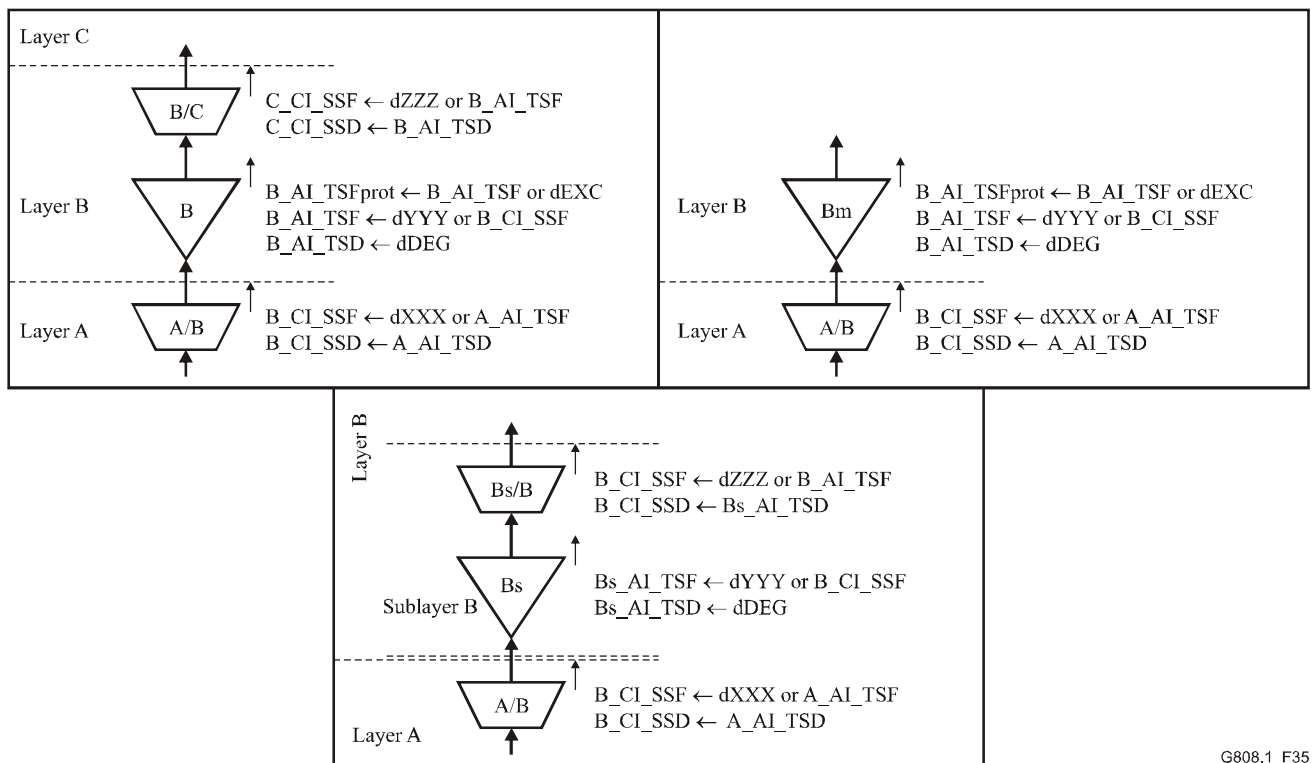 Layer C
B/C
C_CI_SSF ← dZZZ or B_AI_TSF
C_CI_SSD ← B_AI_TSD
Layer B
B
B_AI_TSFprot ← B_AI_TSF or dEXC
B_AI_TSF ← dYYY or B_CI_SSF
B_AI_TSD ← dDEG
Layer A
A/B
B_CI_SSF ← dXXX or A_AI_TSF
B_CI_SSD ← A_AI_TSD
Layer B
Bm
B_AI_TSFprot ← B_AI_TSF or dEXC
B_AI_TSF ← dYYY or B_CI_SSF
B_AI_TSD ← dDEG
Layer A
A/B
B_CI_SSF ← dXXX or A_AI_TSF
B_CI_SSD ← A_AI_TSD
Layer B
Bs/B
B_CI_SSF ← dZZZ or B_AI_TSF
B_CI_SSD ← Bs_AI_TSD
Sublayer B
Bs
Bs_AI_TSF ← dYYY or B_CI_SSF
Bs_AI_TSD ← dDEG
Layer A
A/B
B_CI_SSF ← dXXX or A_AI_TSF
B_CI_SSD ← A_AI_TSD
G808.1_F35